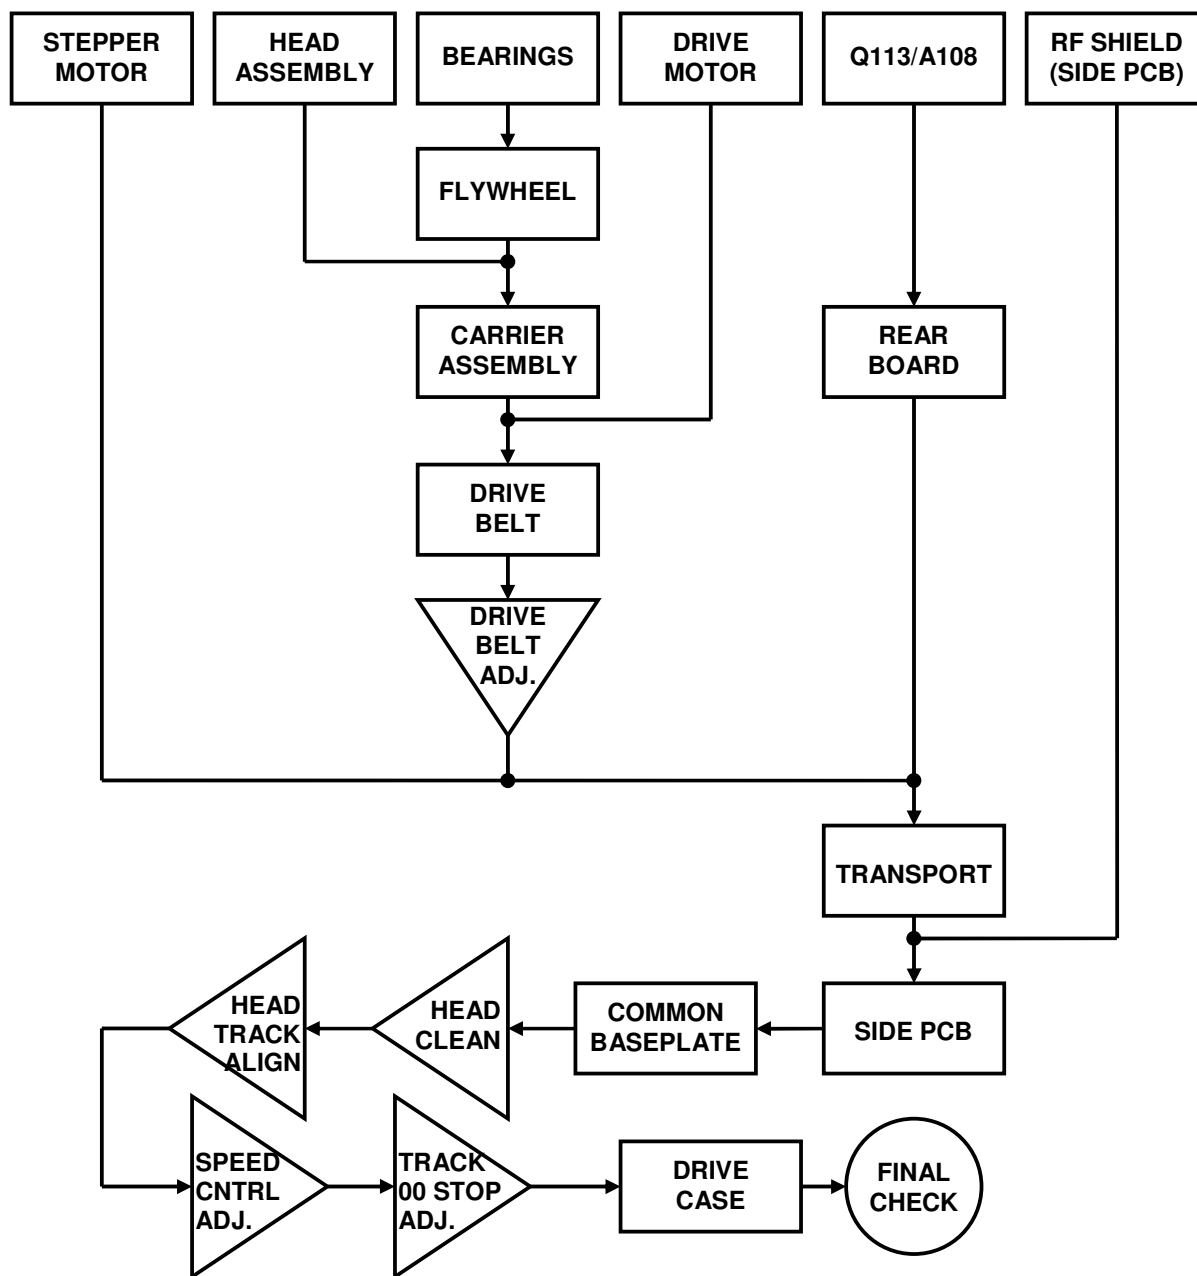 STEPPER
MOTOR
HEAD
ASSEMBLY
BEARINGS
DRIVE
MOTOR
Q113/A108
RF SHIELD
(SIDE PCB)
FLYWHEEL
CARRIER
ASSEMBLY
REAR
BOARD
DRIVE
BELT
DRIVE
BELT
ADJ.
TRANSPORT
SIDE PCB
COMMON
BASEPLATE
HEAD
CLEAN
HEAD
TRACK
ALIGN
SPEED
CNTRL
ADJ.
TRACK
00 STOP
ADJ.
DRIVE
CASE
FINAL
CHECK